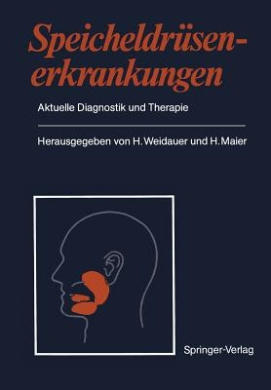 Speicheldrüsen-
erkrankungen
Aktuelle Diagnostik und Therapie
Herausgegeben von H. Weidauer und H. Maier
Springer-Verlag